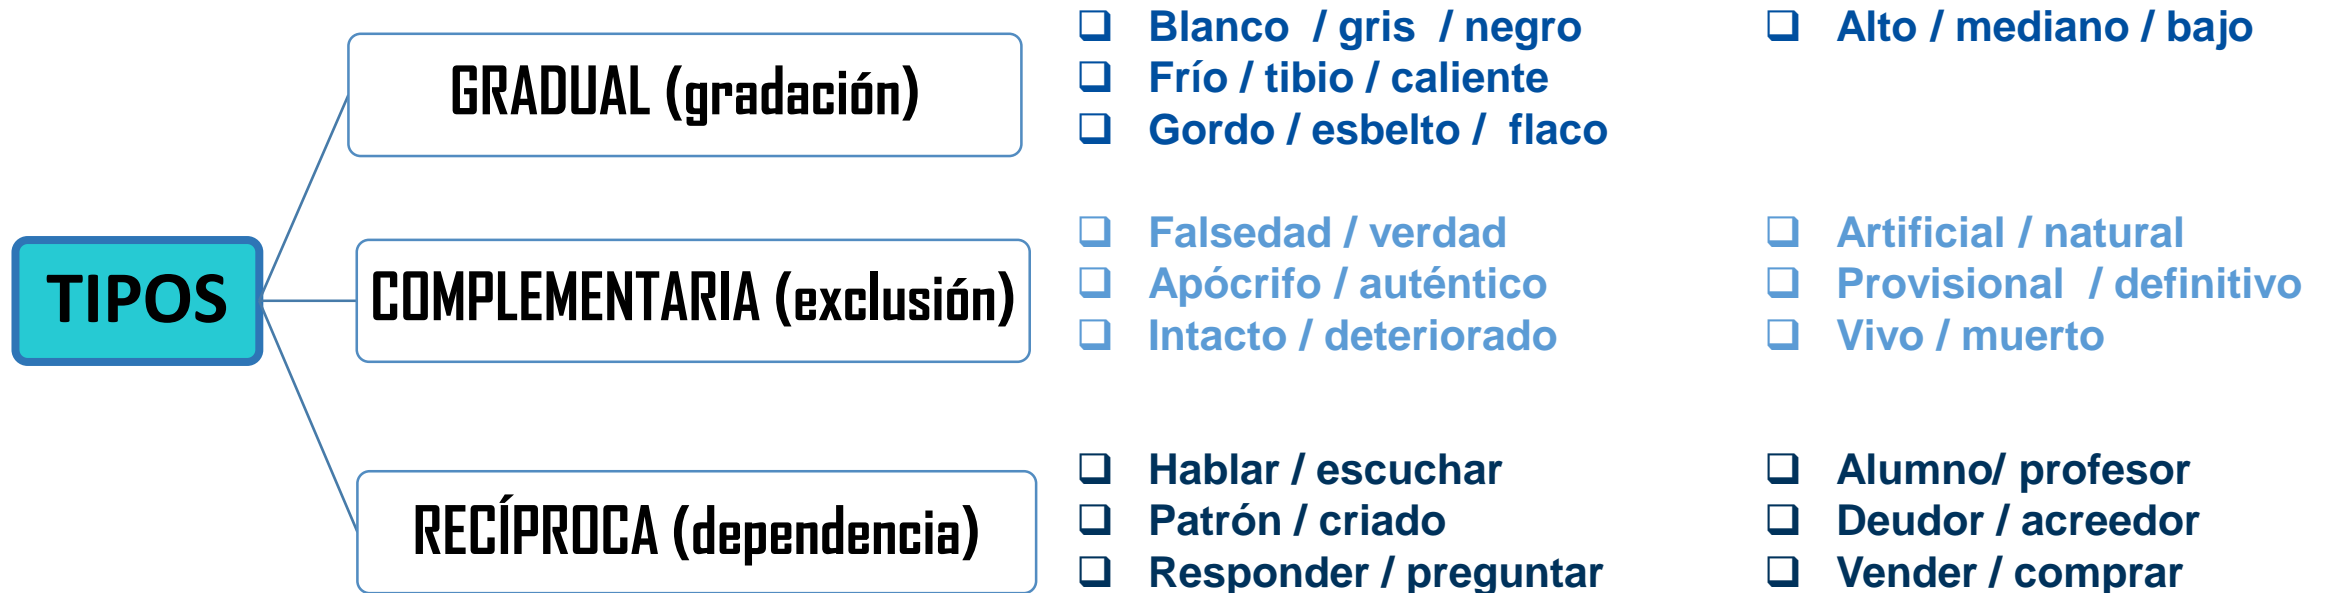 TIPOS
GRADUAL (gradación)
Blanco / gris / negro
Frío / tibio / caliente
Gordo / esbelto / flaco
Alto / mediano / bajo
COMPLEMENTARIA (exclusión)
Falsedad / verdad
Apócrifo / auténtico
Intacto / deteriorado
Artificial / natural
Provisional / definitivo
Vivo / muerto
RECÍPROCA (dependencia)
Hablar / escuchar
Patrón / criado
Responder / preguntar
Alumno/ profesor
Deudor / acreedor
Vender / comprar